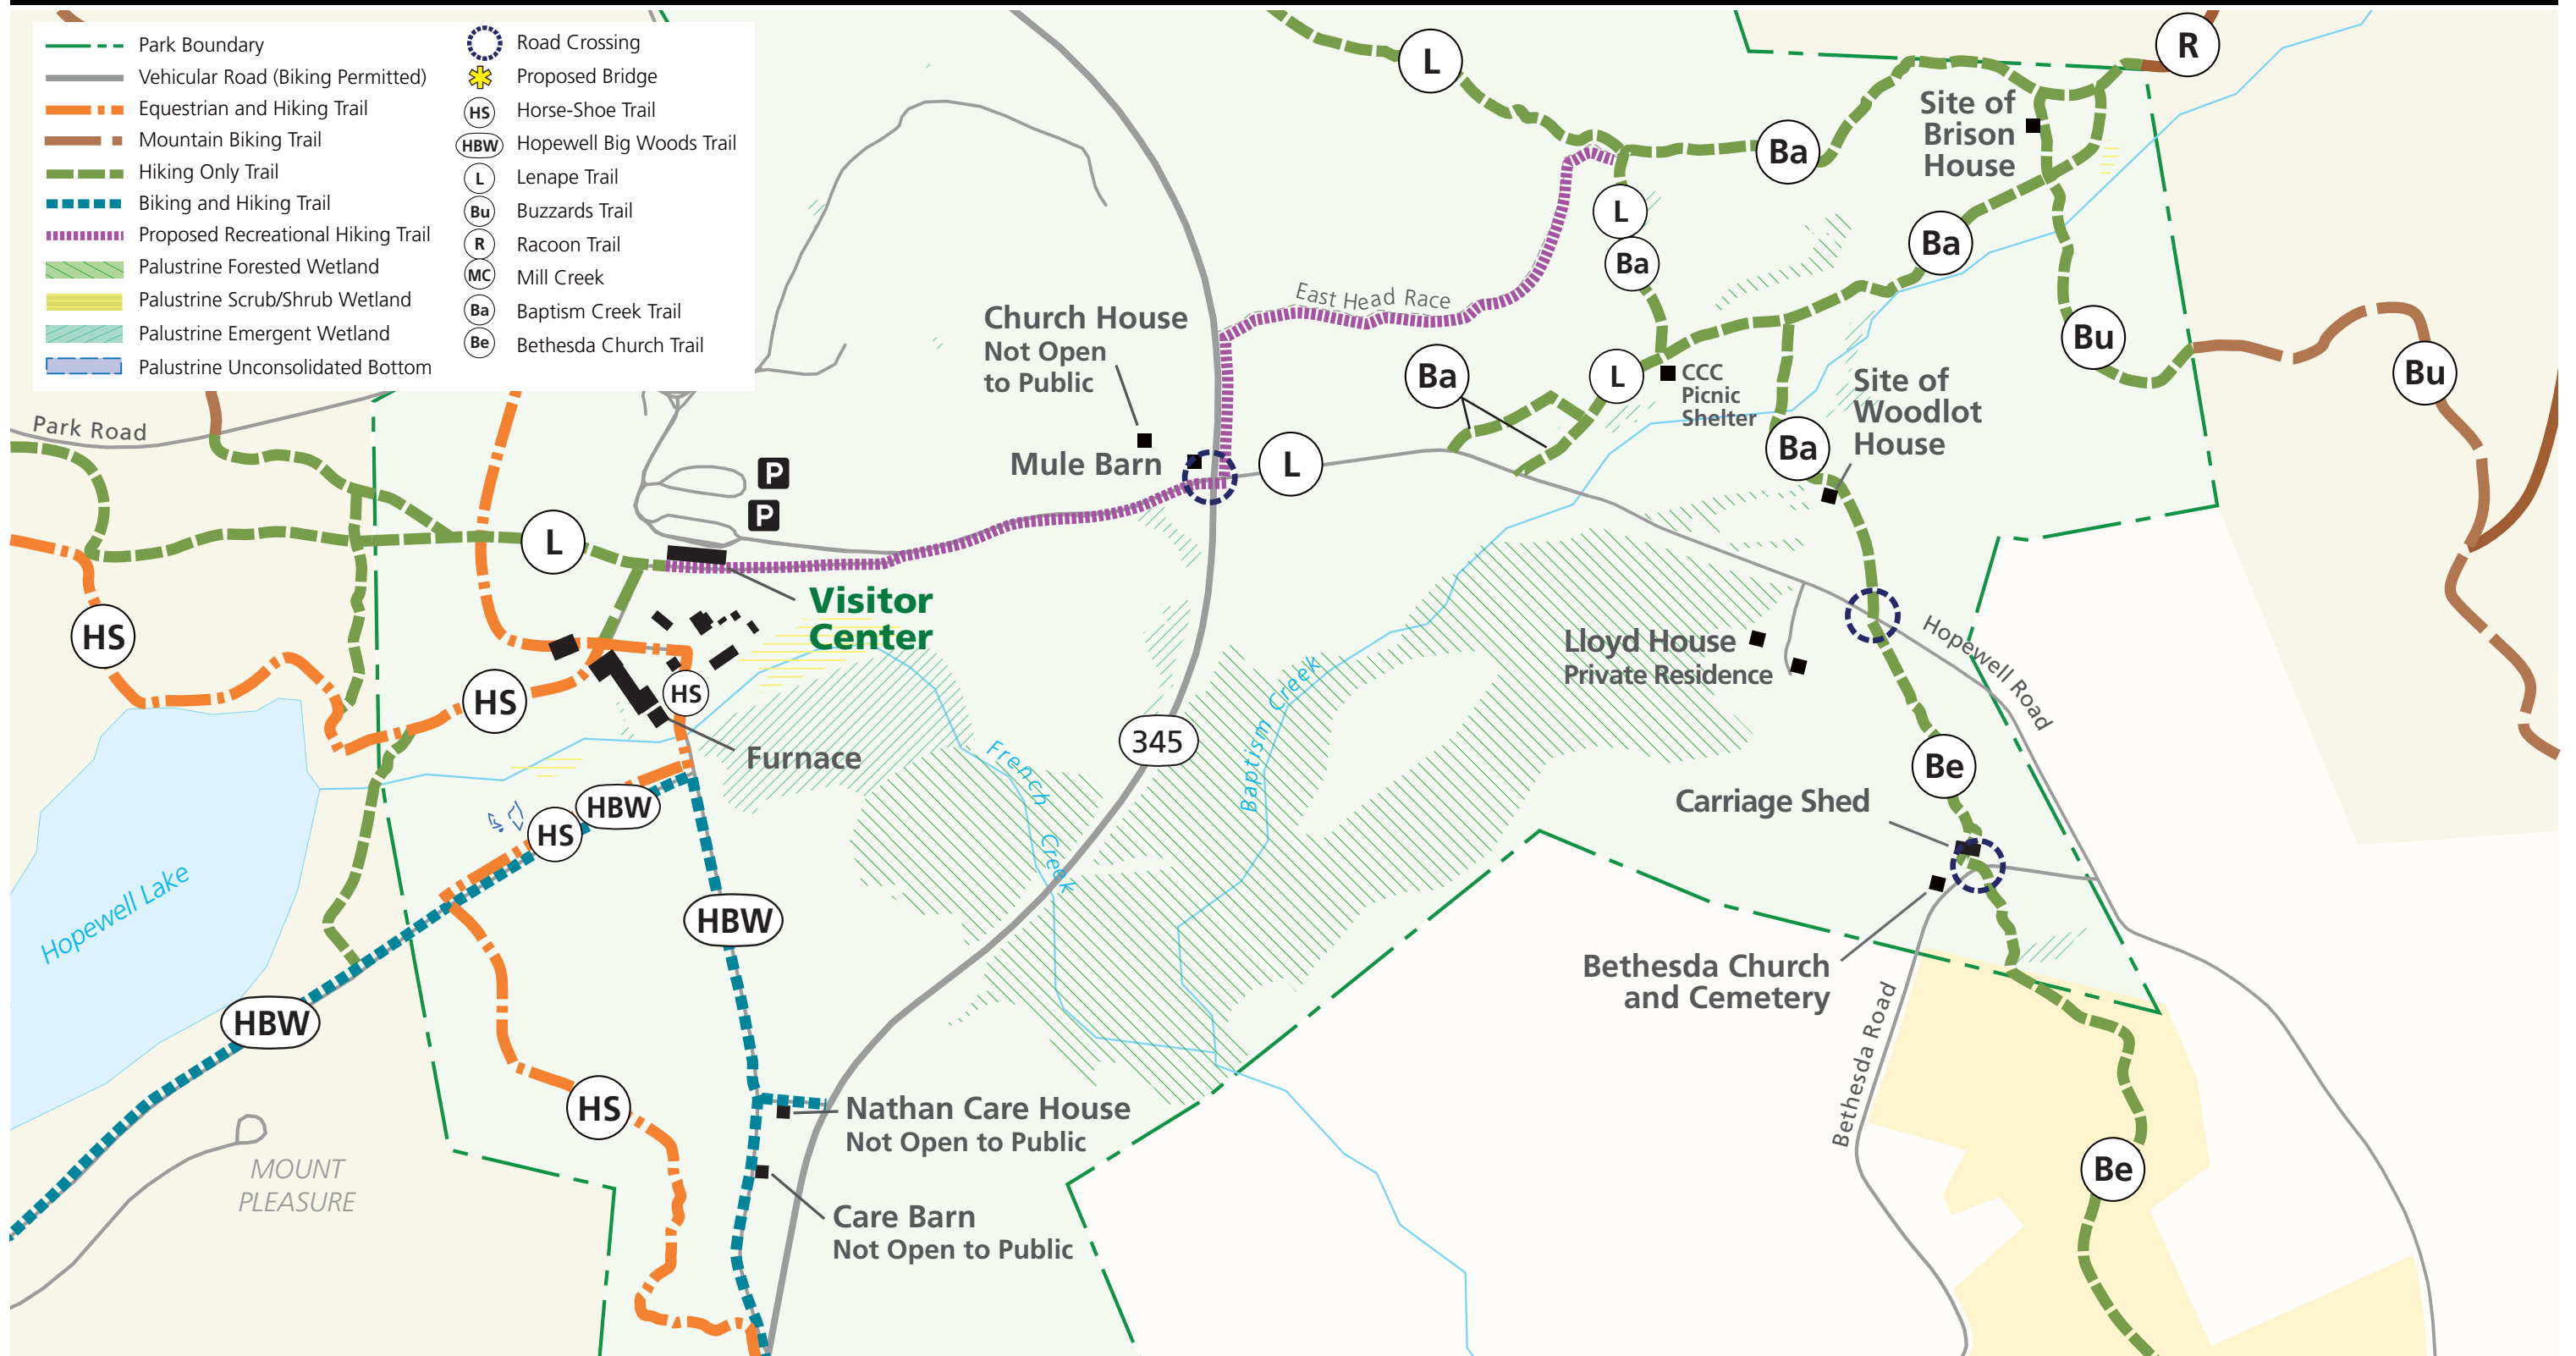 Park Boundary
Vehicular Road (Biking Permitted)
Equestrian and Hiking Trail
Mountain Biking Trail
Hiking Only Trail
Biking and Hiking Trail
Proposed Recreational Hiking Trail
Palustrine Forested Wetland
Palustrine Scrub/Shrub Wetland
Palustrine Emergent Wetland
Palustrine Unconsolidated Bottom
Road Crossing
Proposed Bridge
HS Horse-Shoe Trail
HBW Hopewell Big Woods Trail
L Lenape Trail
Bu Buzzards Trail
R Racoon Trail
MC Mill Creek
Ba Baptism Creek Trail
Be Bethesda Church Trail
L
R
Ba
Site of
Brison
House
L
Ba
Ba
East Head Race
Church House
Not Open
to Public
Bu
Bu
Ba
L
CCC
Picnic
Shelter
Site of
Woodlot
House
Park Road
Mule Barn
L
Ba
P
P
L
Visitor
Center
HS
HS
HS
Lloyd House
Private Residence
Hopewell Road
345
Baptism Creek
French
Creek
Furnace
Be
HBW
HS
Carriage Shed
Hopewell Lake
HBW
Bethesda Church
and Cemetery
HBW
Bethesda Road
HS
Nathan Care House
Not Open to Public
MOUNT
PLEASURE
Be
Care Barn
Not Open to Public